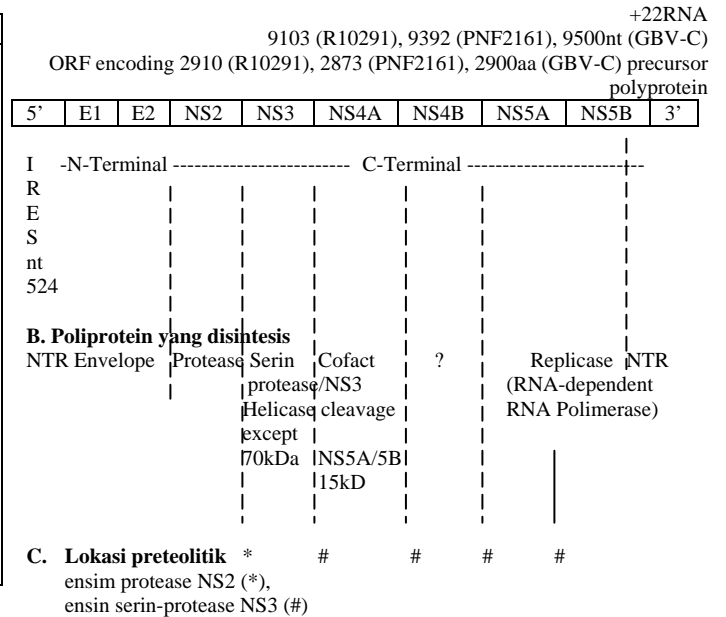 +22RNA
9103 (R10291), 9392 (PNF2161), 9500nt (GBV-C)
ORF encoding 2910 (R10291), 2873 (PNF2161), 2900aa (GBV-C) precursor
polyprotein
5’ E1 E2 NS2 NS3 NS4A NS4B NS5A NS5B 3’
I -N-Terminal ------------------------- C-Terminal -------------------------
R
E
S
nt
524
B. Poliprotein yang disintesis
NTR Envelope Protease Serin Cofact ? Replicase NTR
protease/NS3 (RNA-dependent
Helicase cleavage RNA Polimerase)
except
70kDa NS5A/5B
15kD
C. Lokasi preteolitik * # # # #
ensim protease NS2 (*),
ensin serin-protease NS3 (#)